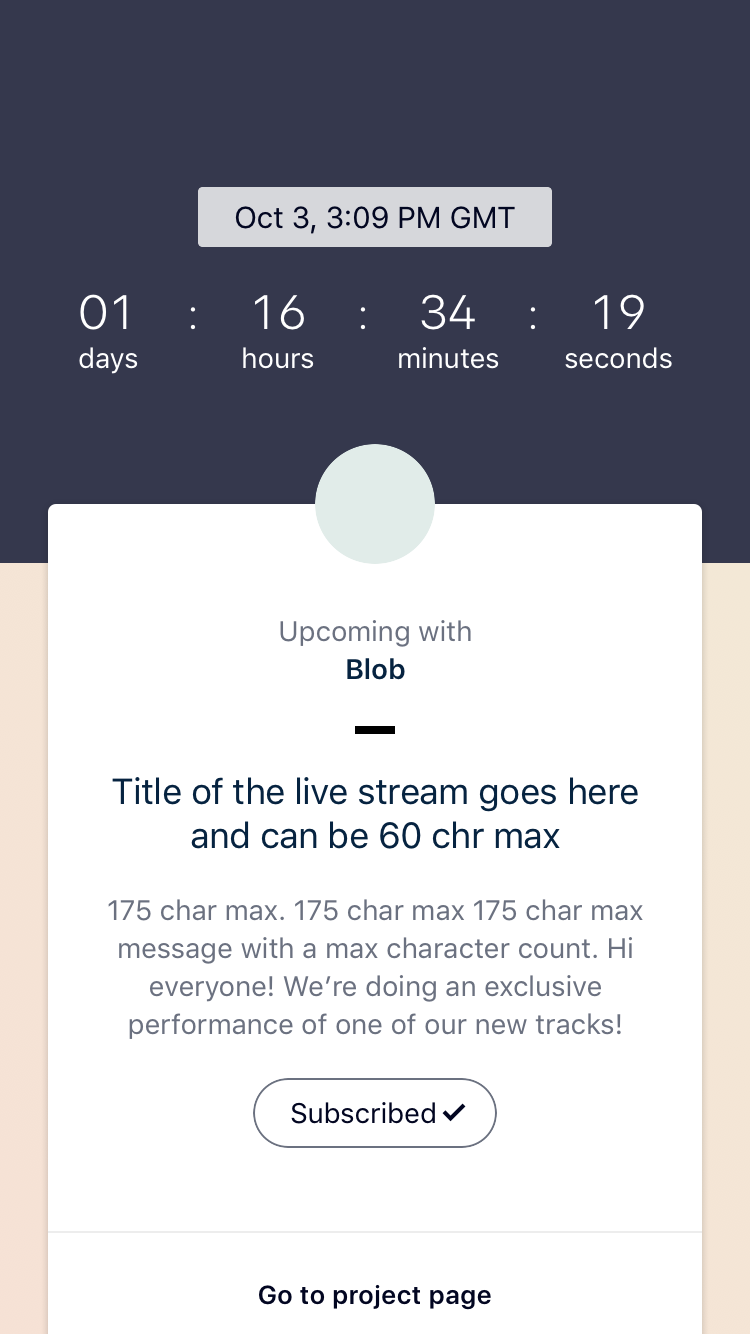 Oct 3, 3:09 PM GMT
01 : 16 : 34 : 19
days hours minutes seconds
Upcoming with
Blob
Title of the live stream goes here
and can be 60 chr max
175 char max. 175 char max 175 char max
message with a max character count. Hi
everyone! We’re doing an exclusive
performance of one of our new tracks!
Subscribed
Go to project page